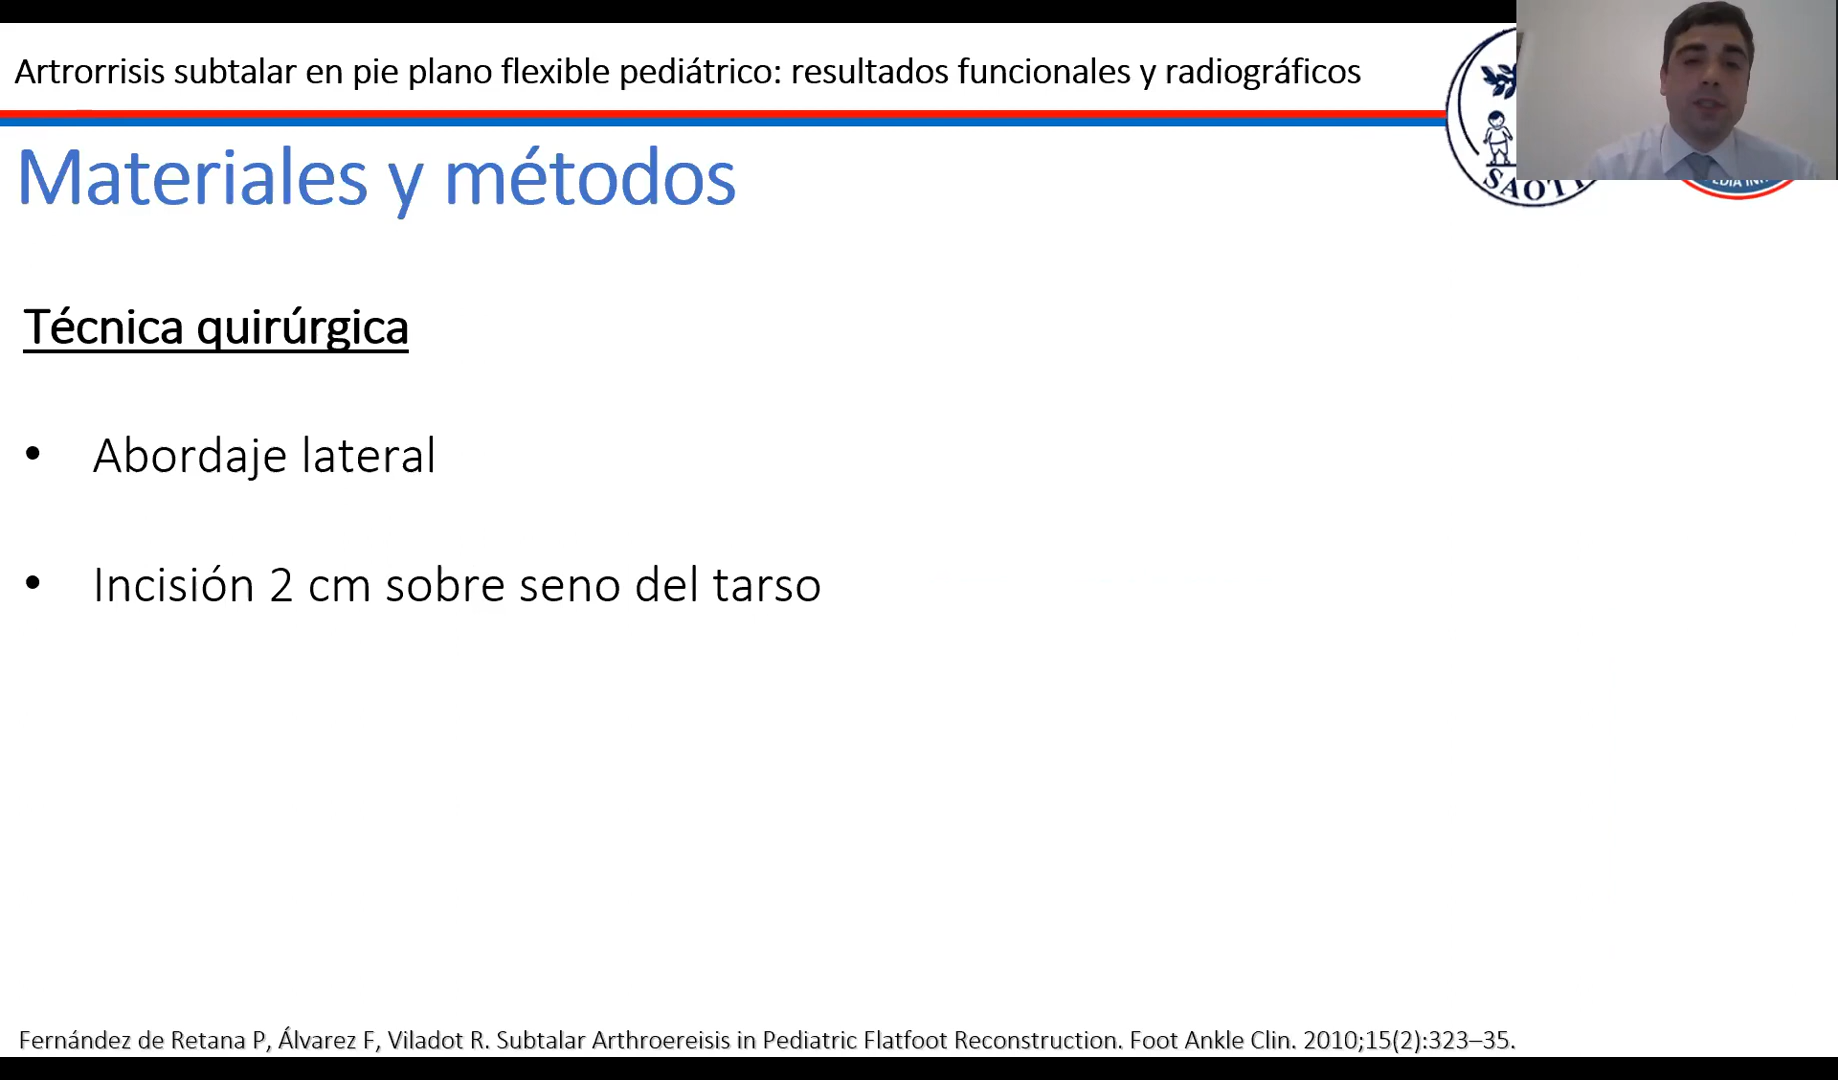 Artrorrisis subtalar en pie plano flexible pediátrico: resultados funcionales y radiográficos
Materiales y métodos
Técnica quirúrgica
• Abordaje lateral
• Incisión 2 cm sobre seno del tarso
Fernández de Retana P, Álvarez F, Viladot R. Subtalar Arthroereisis in Pediatric Flatfoot Reconstruction. Foot Ankle Clin. 2010;15(2):323–35.